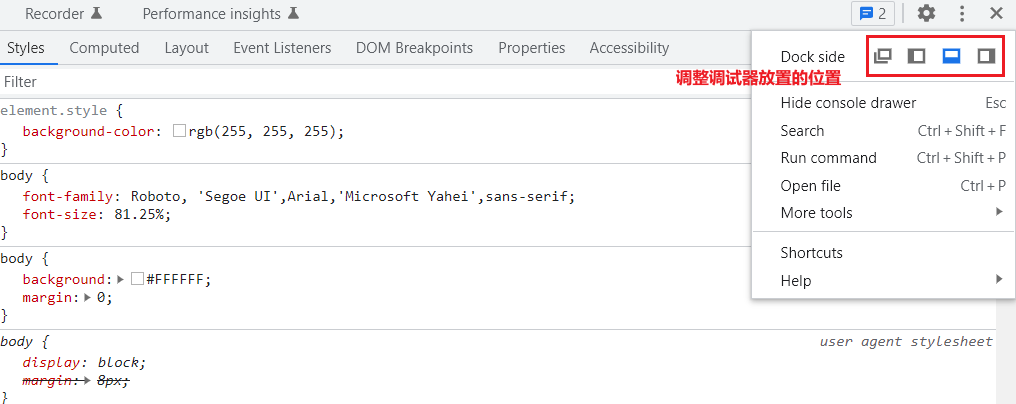 Recorder Performance insights 2
Styles Computed Layout Event Listeners DOM Breakpoints Properties Accessibility
Filter
element.style {
background-color: rgb(255, 255, 255);
}
body {
font-family: Roboto, 'Segoe UI',Arial,'Microsoft Yahei',sans-serif;
font-size: 81.25%;
}
body {
background: #FFFFFF;
margin: 0;
}
body {
user agent stylesheet
display: block;
margin: 8px;
}
Dock side
调整调试器放置的位置
Hide console drawer Esc
Search Ctrl + Shift + F
Run command Ctrl + Shift + P
Open file Ctrl + P
More tools
Shortcuts
Help